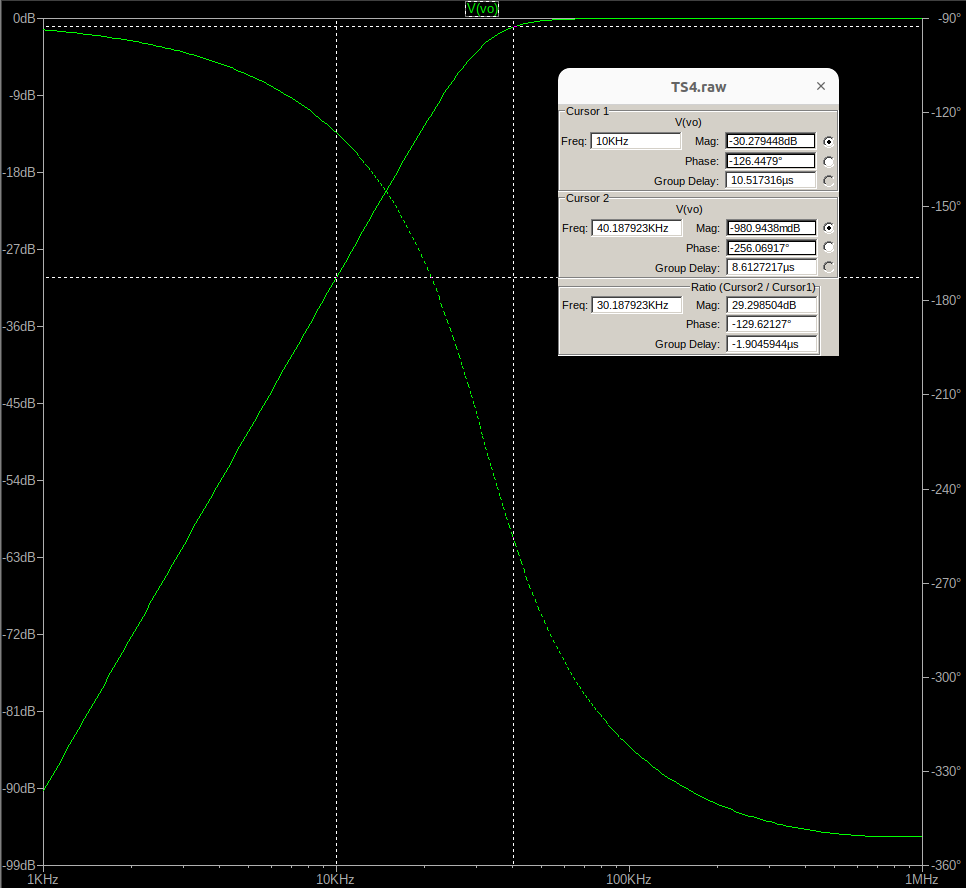 V(vo)
0dB
-9dB
-18dB
-27dB
-36dB
-45dB
-54dB
-63dB
-72dB
-81dB
-90dB
-99dB
1KHz
10KHz
100KHz
1MHz
-90°
-120°
-150°
-180°
-210°
-240°
-270°
-300°
-330°
-360°
TS4.raw ×
Cursor 1
V(vo)
Freq: 10KHz Mag: -30.279448dB
Phase: -126.4479°
Group Delay: 10.517316µs
Cursor 2
V(vo)
Freq: 40.187923KHz Mag: -980.9438mdB
Phase: -256.06917°
Group Delay: 8.6127217µs
Ratio (Cursor2 / Cursor1)
Freq: 30.187923KHz Mag: 29.298504dB
Phase: -129.62127°
Group Delay: -1.9045944µs